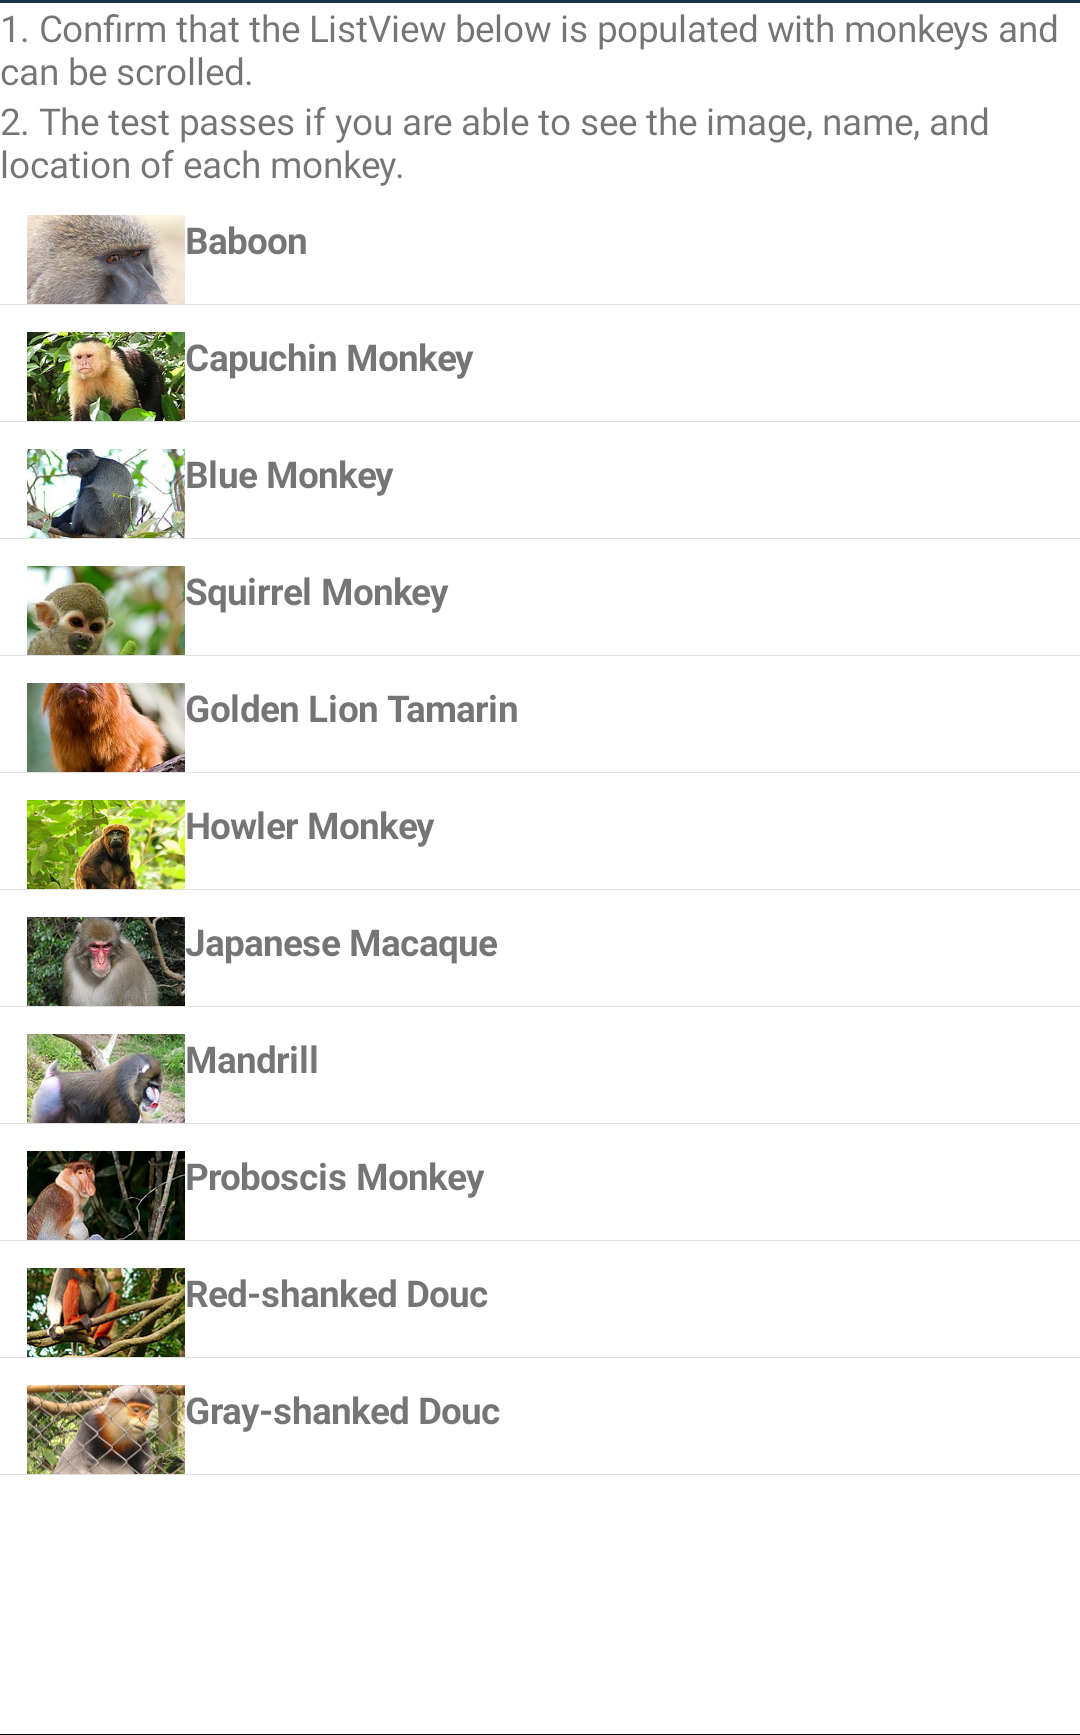 1. Confirm that the ListView below is populated with monkeys and
can be scrolled.
2. The test passes if you are able to see the image, name, and
location of each monkey.
Baboon
Capuchin Monkey
Blue Monkey
Squirrel Monkey
Golden Lion Tamarin
Howler Monkey
Japanese Macaque
Mandrill
Proboscis Monkey
Red-shanked Douc
Gray-shanked Douc